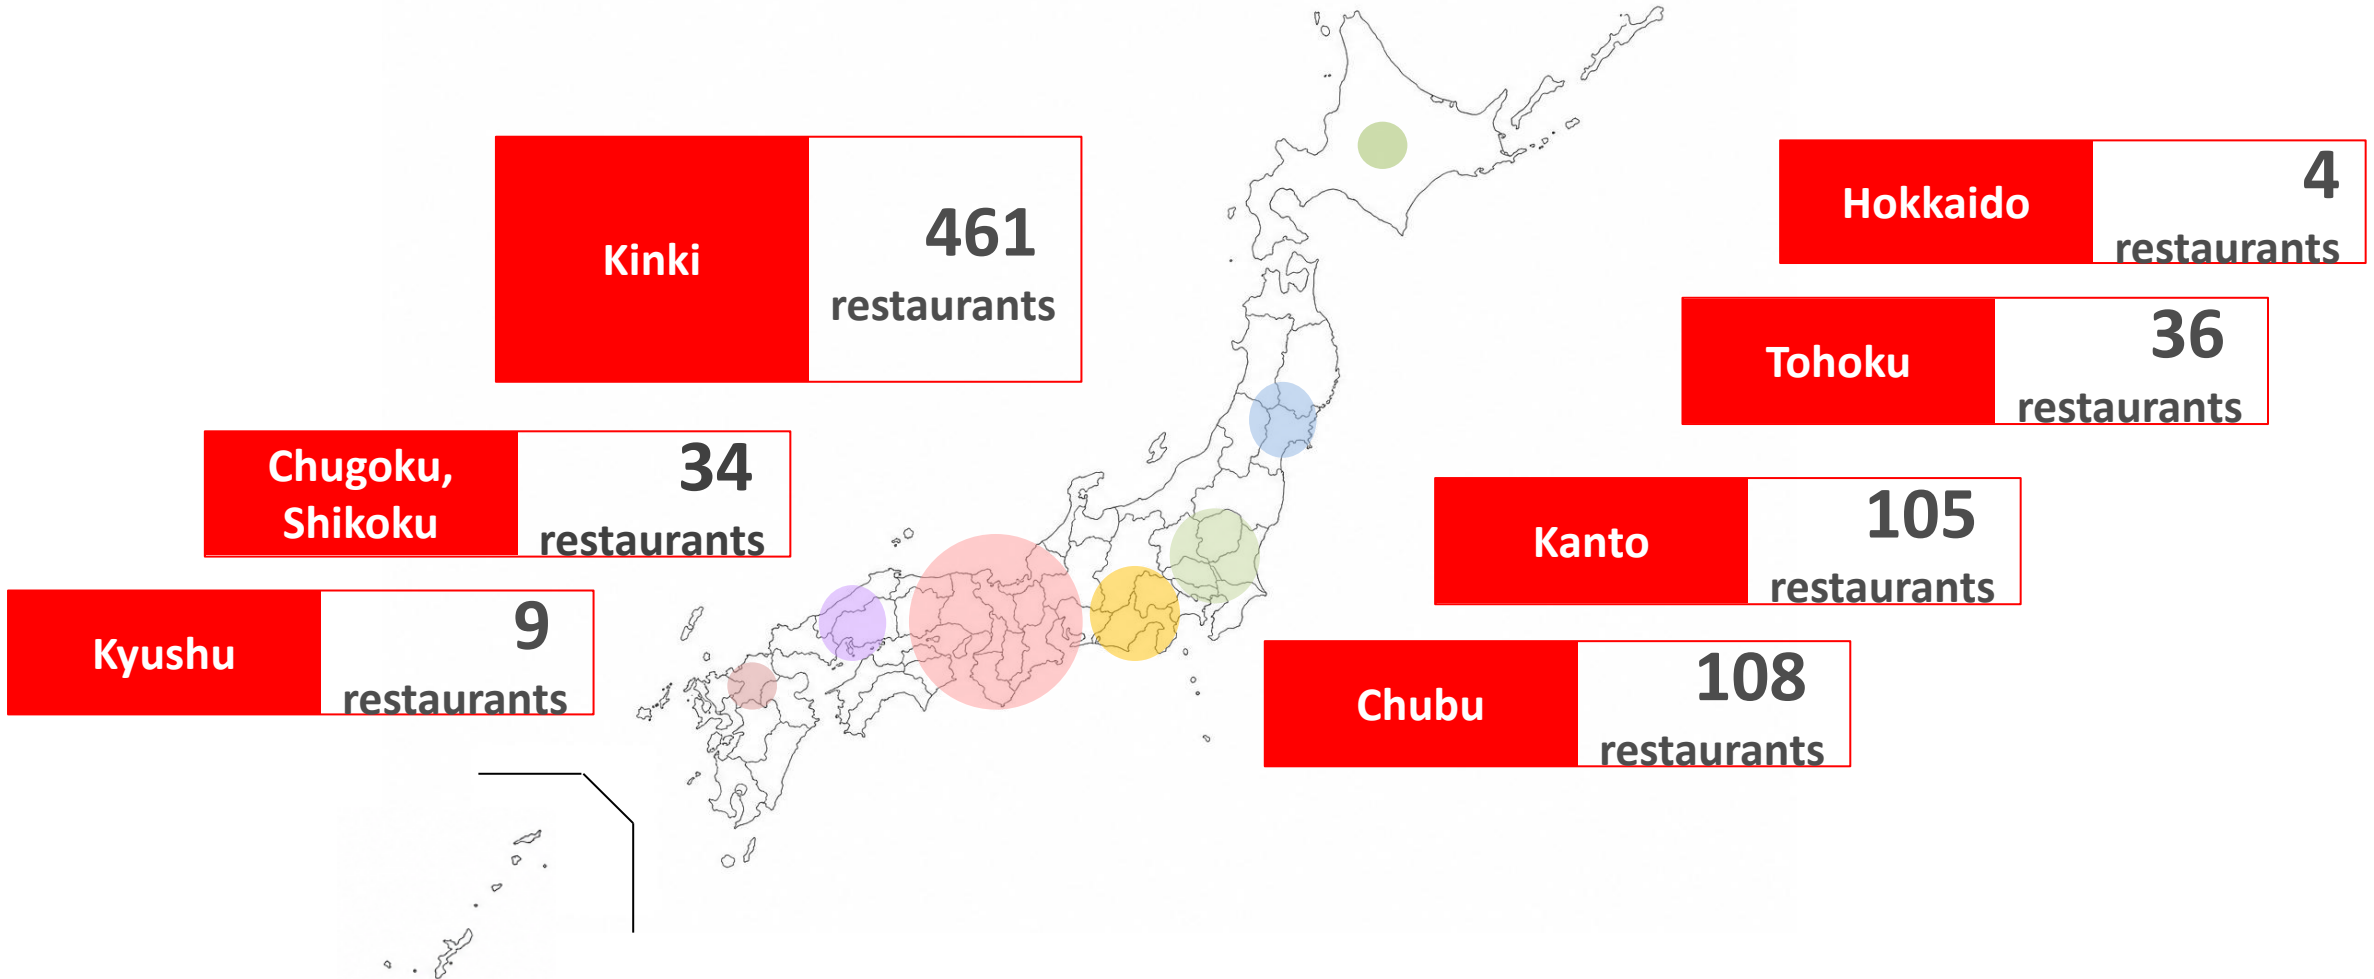 Kinki
461
restaurants
Chugoku,
Shikoku
34
restaurants
Kyushu
9
restaurants
Hokkaido
4
restaurants
Tohoku
36
restaurants
Kanto
105
restaurants
Chubu
108
restaurants